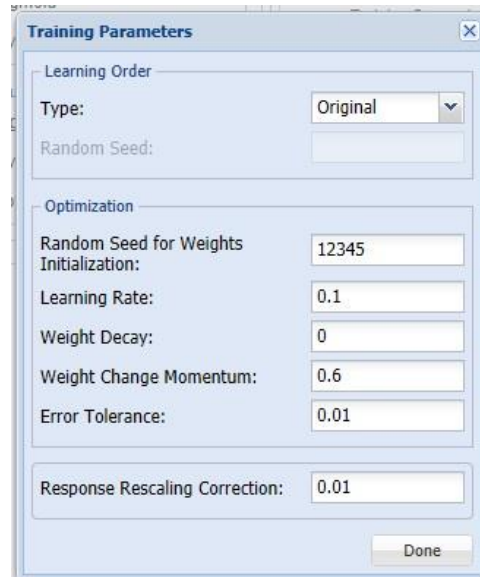 Training Parameters
Learning Order
Type:
Original
Random Seed:
Optimization
Random Seed for Weights
Initialization:
12345
Learning Rate:
0.1
Weight Decay:
0
Weight Change Momentum:
0.6
Error Tolerance:
0.01
Response Rescaling Correction:
0.01
Done